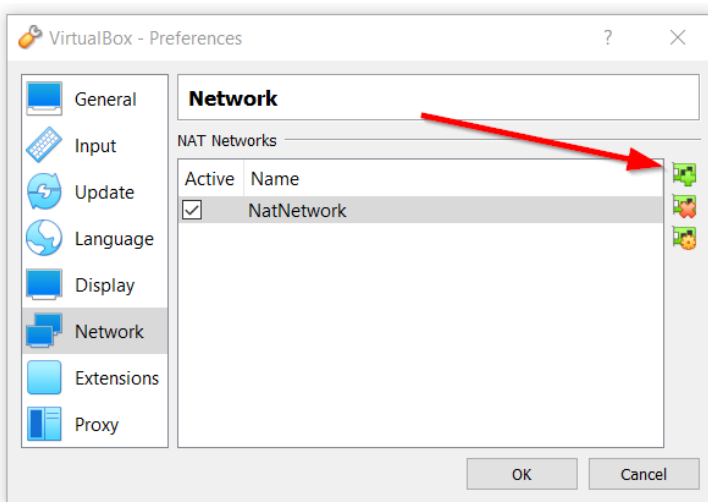 VirtualBox - Preferences
General
Input
Update
Language
Display
Network
Extensions
Proxy
Network
NAT Networks
Active Name
NatNetwork
OK Cancel